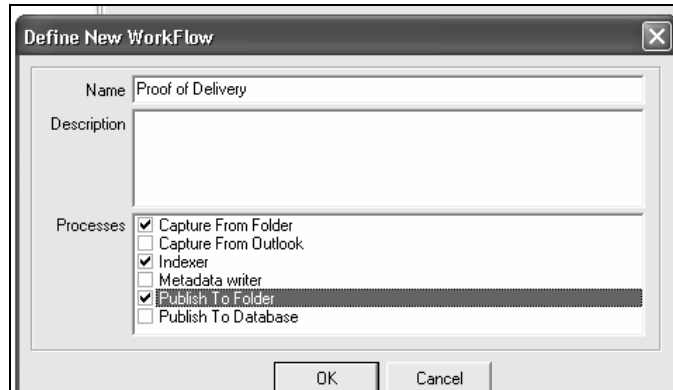 Define New WorkFlow
Name Proof of Delivery
Description
Processes Capture From Folder
Capture From Outlook
Indexer
Metadata writer
Publish To Folder
Publish To Database
OK Cancel